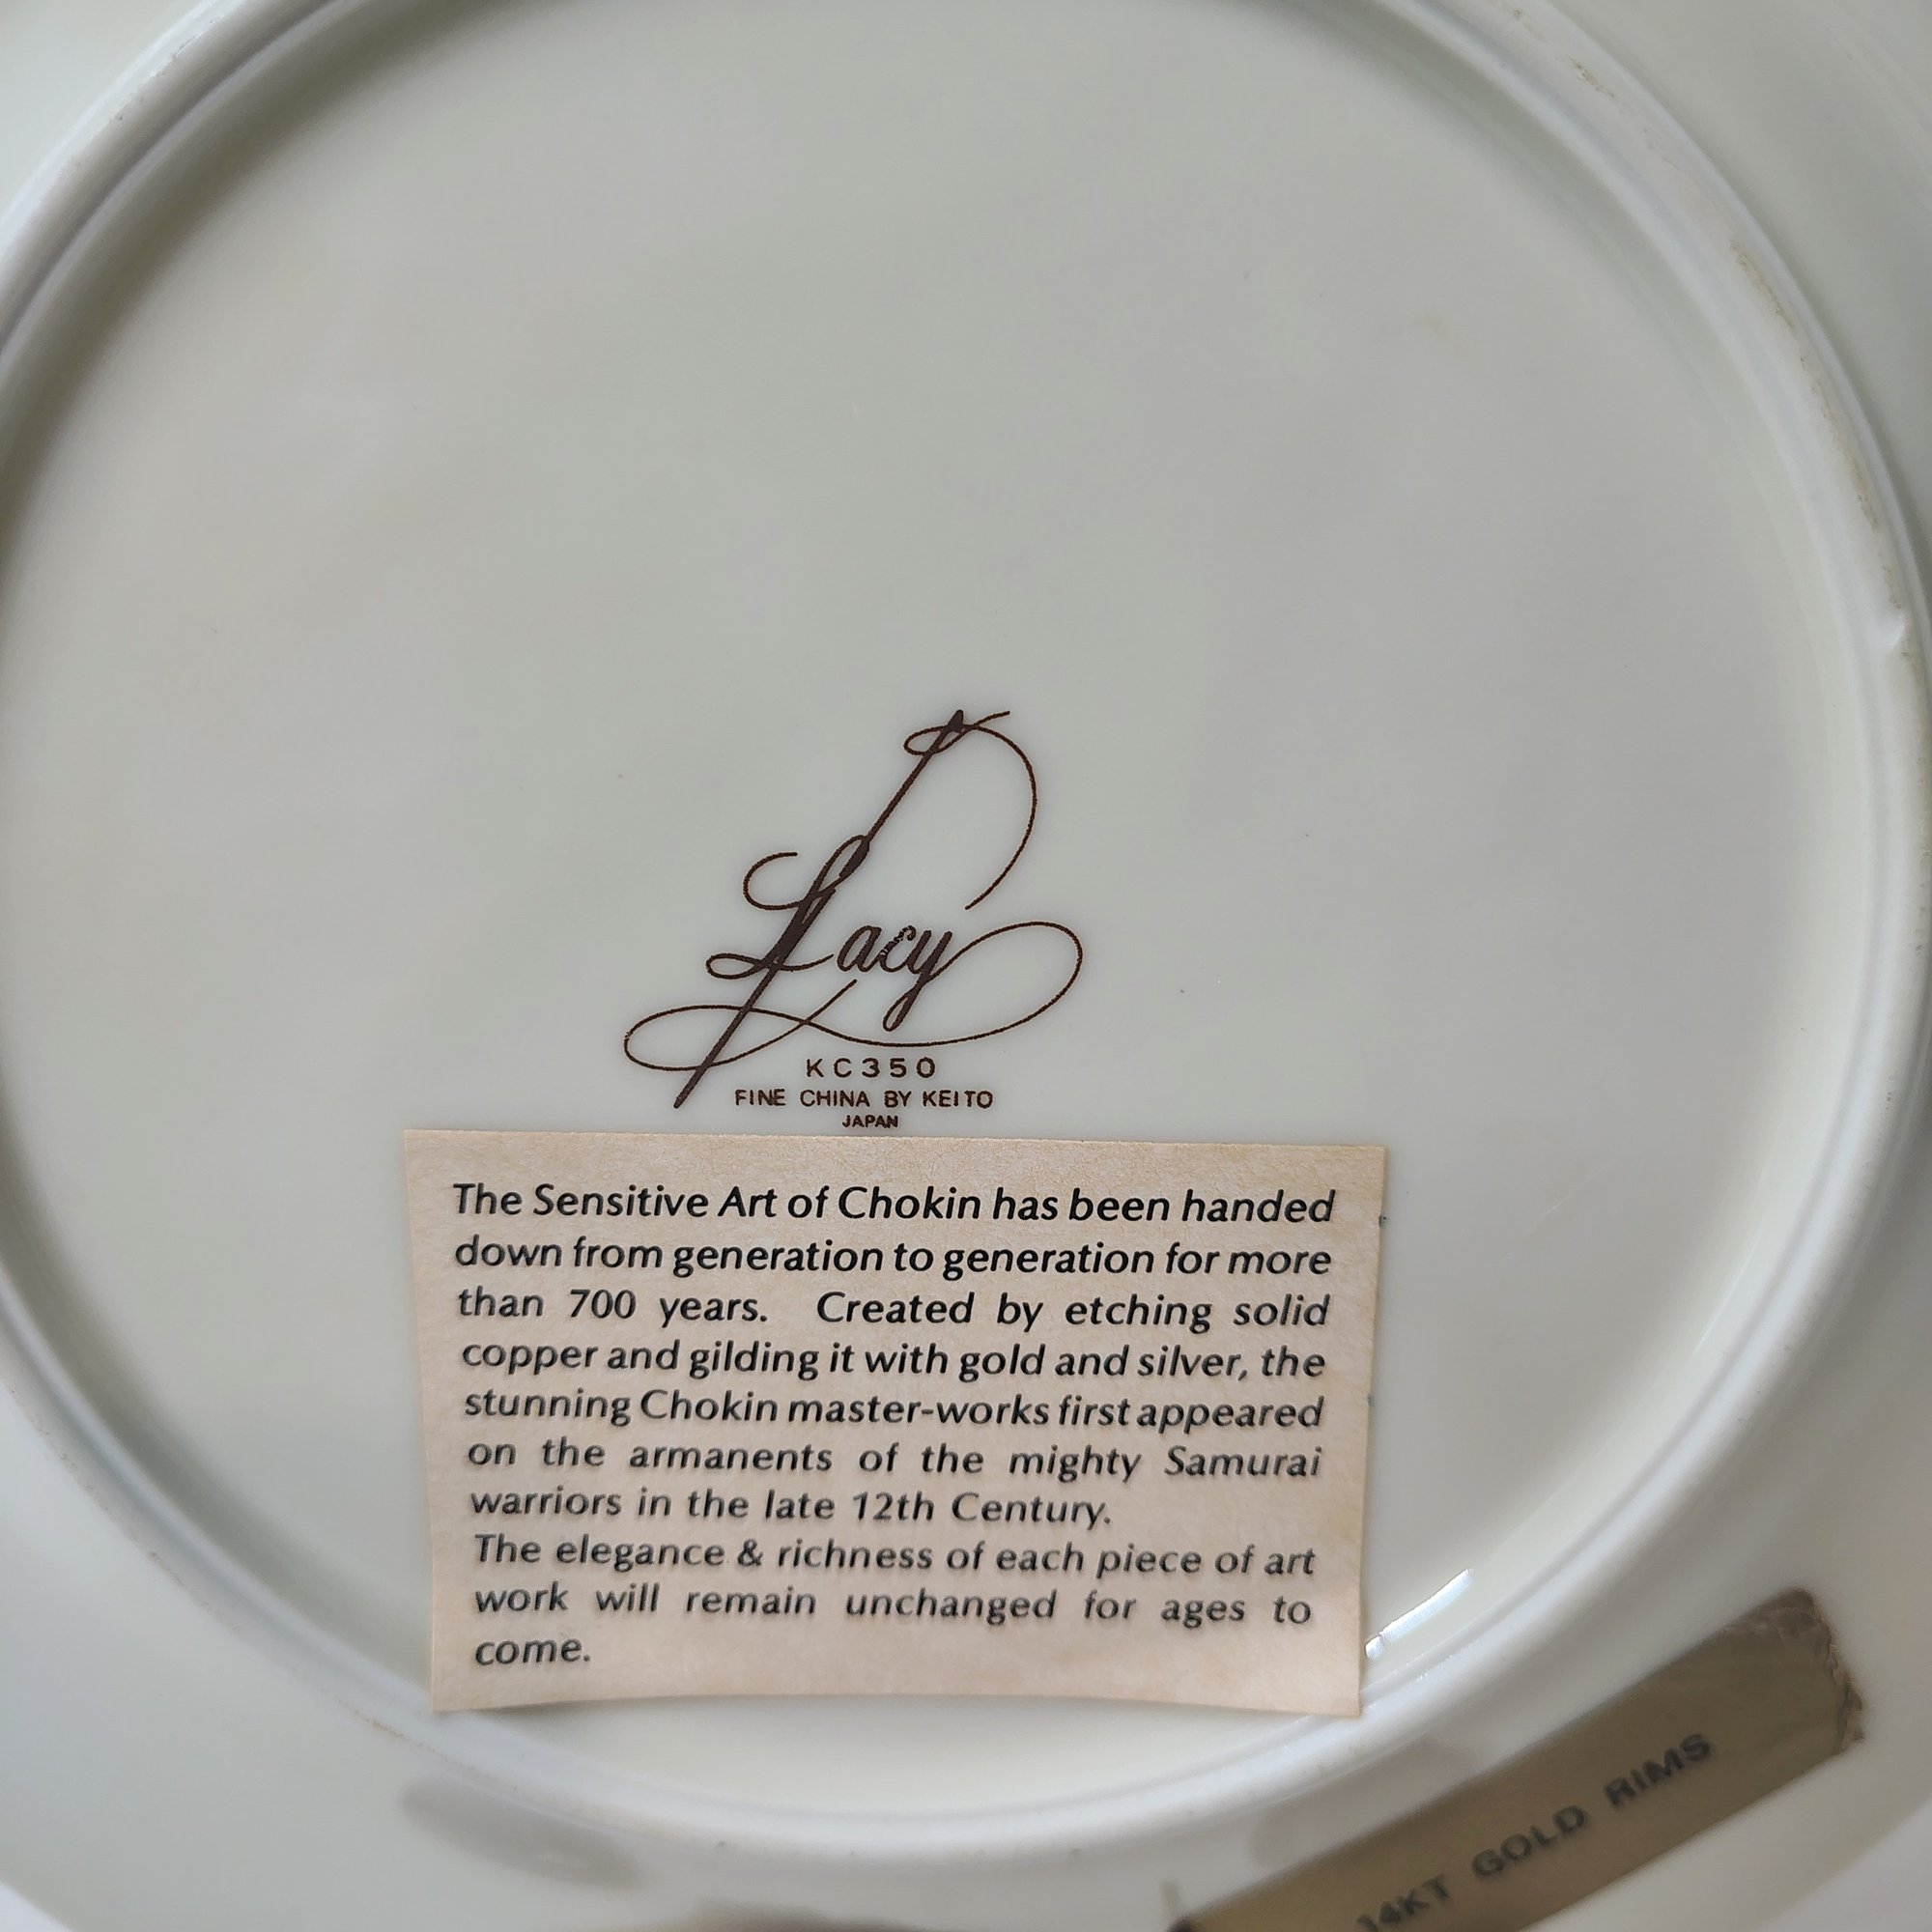 Lacy
KC350
FINE CHINA BY KEITO
JAPAN
The Sensitive Art of Chokin has been handed
down from generation to generation for more
than 700 years. Created by etching solid
copper and gilding it with gold and silver, the
stunning Chokin master-works first appeared
on the armanents of the mighty Samurai
warriors in the late 12th Century.
The elegance & richness of each piece of art
work will remain unchanged for ages to
come.
14KT GOLD RIMS